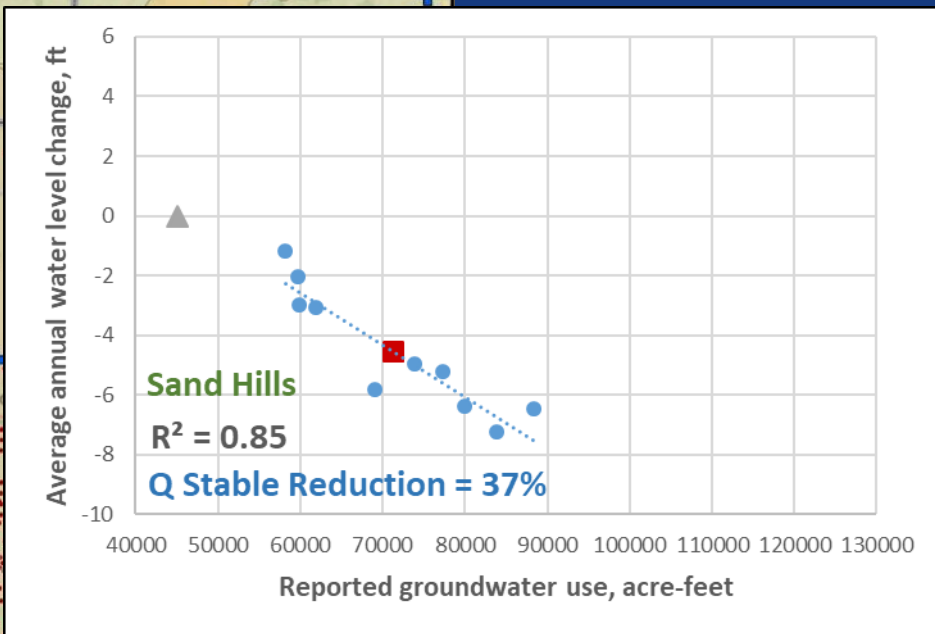 Average annual water level change, ft
6
4
2
0
-2
-4
-6
-8
-10
Sand Hills
R² = 0.85
Q Stable Reduction = 37%
40000 50000 60000 70000 80000 90000 100000 110000 120000 130000
Reported groundwater use, acre-feet